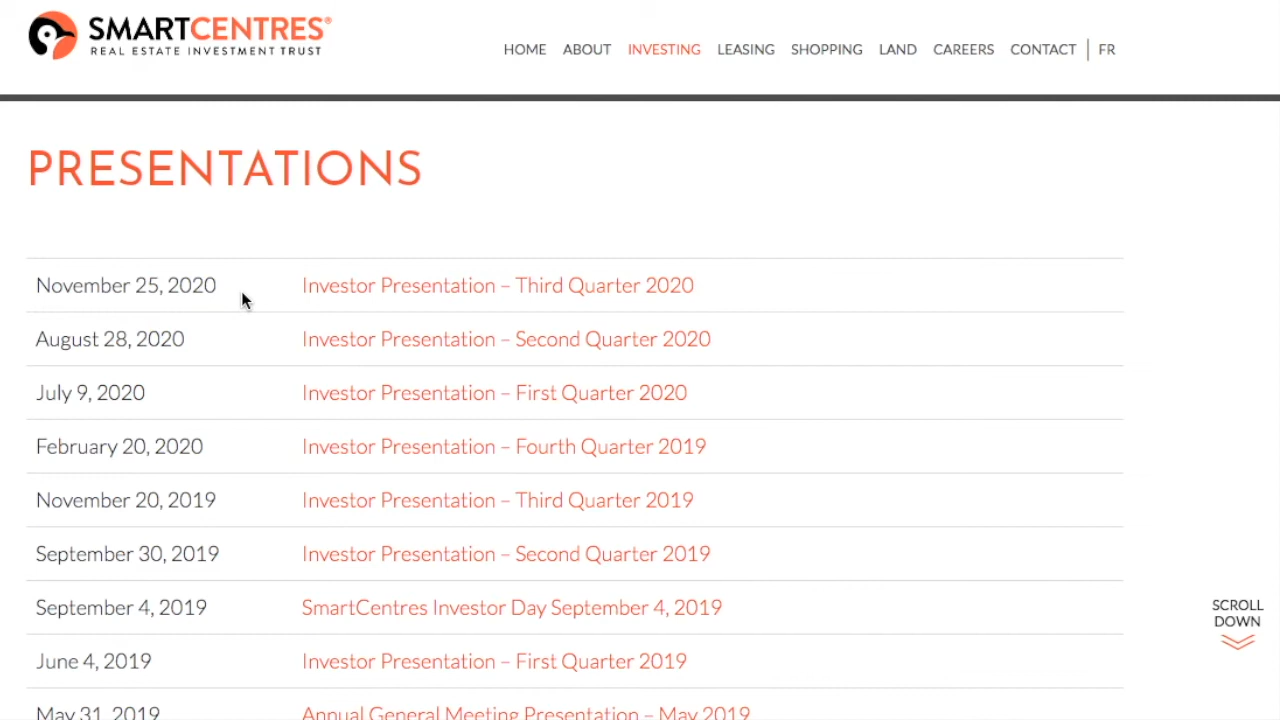 SMARTCENTRES®
REAL ESTATE INVESTMENT TRUST
HOME ABOUT INVESTING LEASING SHOPPING LAND CAREERS CONTACT FR
PRESENTATIONS
November 25, 2020 Investor Presentation – Third Quarter 2020
August 28, 2020 Investor Presentation – Second Quarter 2020
July 9, 2020 Investor Presentation – First Quarter 2020
February 20, 2020 Investor Presentation – Fourth Quarter 2019
November 20, 2019 Investor Presentation – Third Quarter 2019
September 30, 2019 Investor Presentation – Second Quarter 2019
September 4, 2019 SmartCentres Investor Day September 4, 2019
SCROLL
DOWN
June 4, 2019 Investor Presentation – First Quarter 2019
May 31, 2019 Annual General Meeting Presentation – May 2019